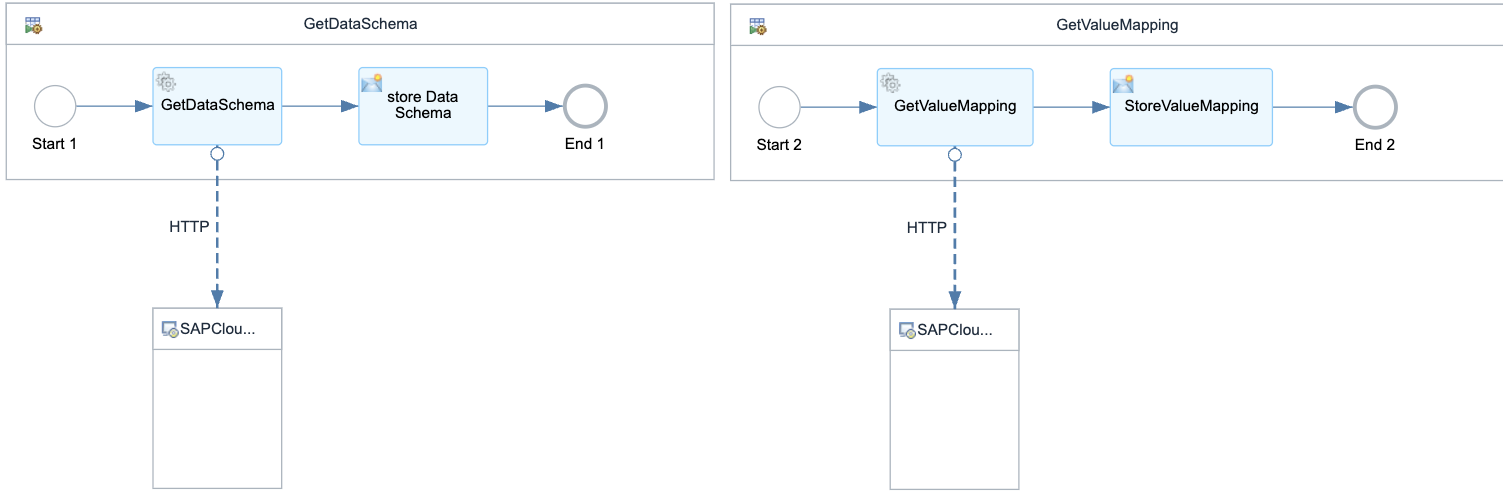 GetDataSchema
GetDataSchema
store Data
Schema
Start 1
End 1
HTTP
SAPClou...
GetValueMapping
GetValueMapping
StoreValueMapping
Start 2
End 2
HTTP
SAPClou...